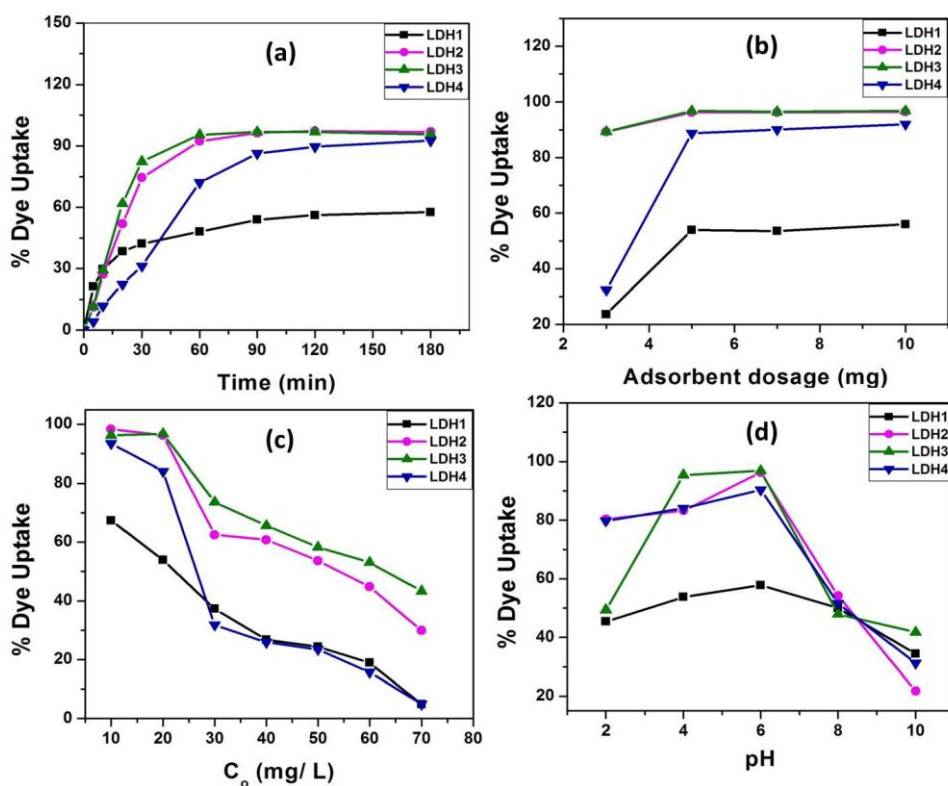 (a)
LDH1
LDH2
LDH3
LDH4
% Dye Uptake
150
120
90
60
30
0
0 30 60 90 120 150 180
Time (min)
(b)
LDH1
LDH2
LDH3
LDH4
% Dye Uptake
120
100
80
60
40
20
2 4 6 8 10
Adsorbent dosage (mg)
(c)
LDH1
LDH2
LDH3
LDH4
% Dye Uptake
100
80
60
40
20
0
10 20 30 40 50 60 70
Co (mg/ L)
(d)
LDH1
LDH2
LDH3
LDH4
% Dye Uptake
120
100
80
60
40
20
2 4 6 8 10
pH